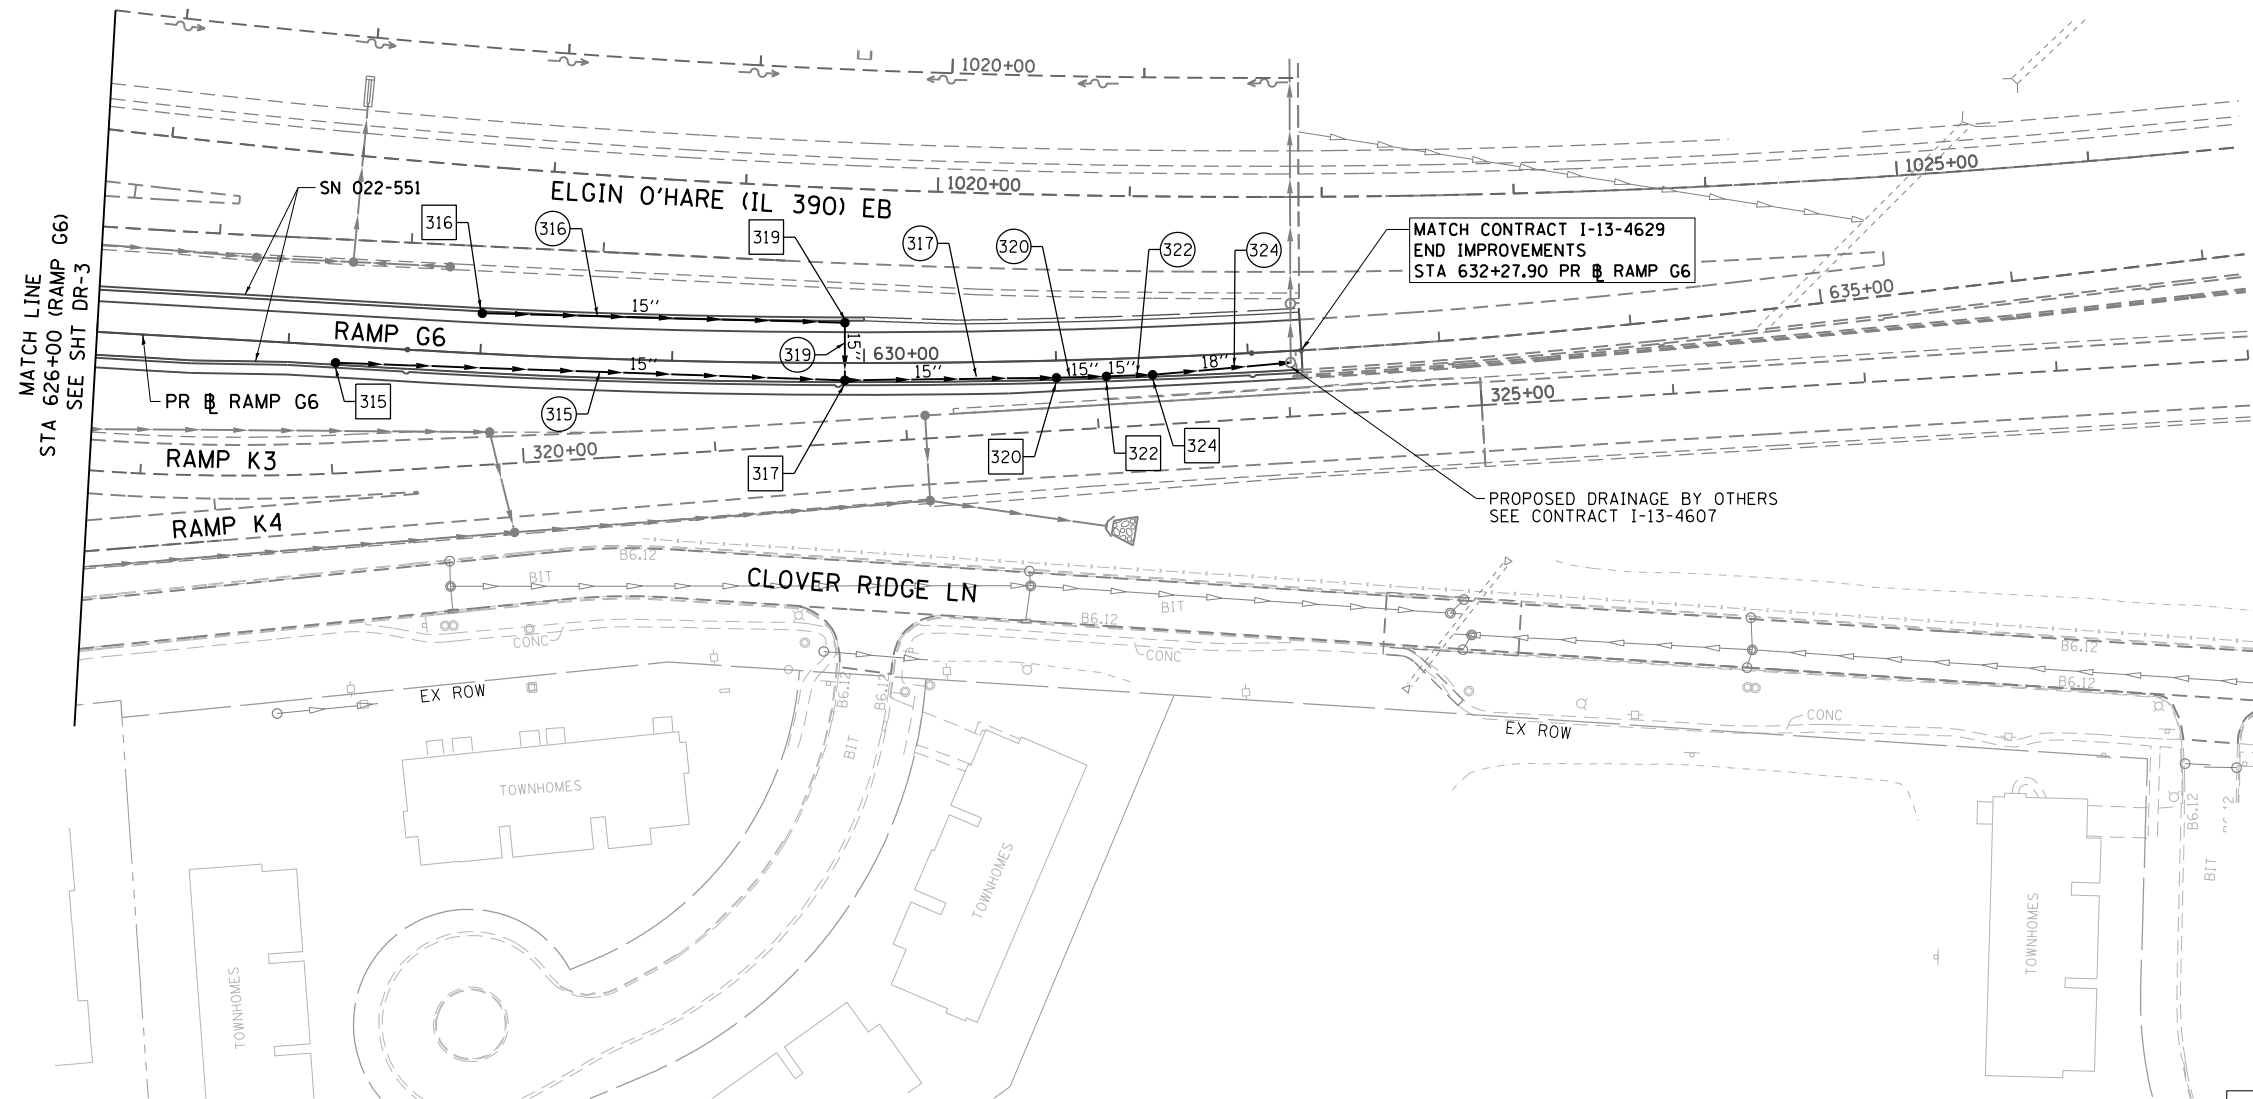 1020+00
1025+00
1020+00
SN 022-551
ELGIN O'HARE (IL 390) EB
316
316
319
317
320
322
324
MATCH CONTRACT I-13-4629
END IMPROVEMENTS
STA 632+27.90 PR BL RAMP G6
MATCH LINE
STA 626+00 (RAMP G6)
SEE SHT DR-3
635+00
15''
RAMP G6
15''
319
630+00
15''
15''
15''
15''
18''
PR BL RAMP G6
315
315
325+00
320+00
RAMP K3
317
320
322
324
PROPOSED DRAINAGE BY OTHERS
SEE CONTRACT I-13-4607
RAMP K4
B6.12
BIT
CLOVER RIDGE LN
BIT
B6.12
CONC
CONC
B6.12
B6.12
EX ROW
B6.12
B6.12
BIT
CONC
EX ROW
TOWNHOMES
TOWNHOMES
TOWNHOMES
TOWNHOMES
B6.12
BIT